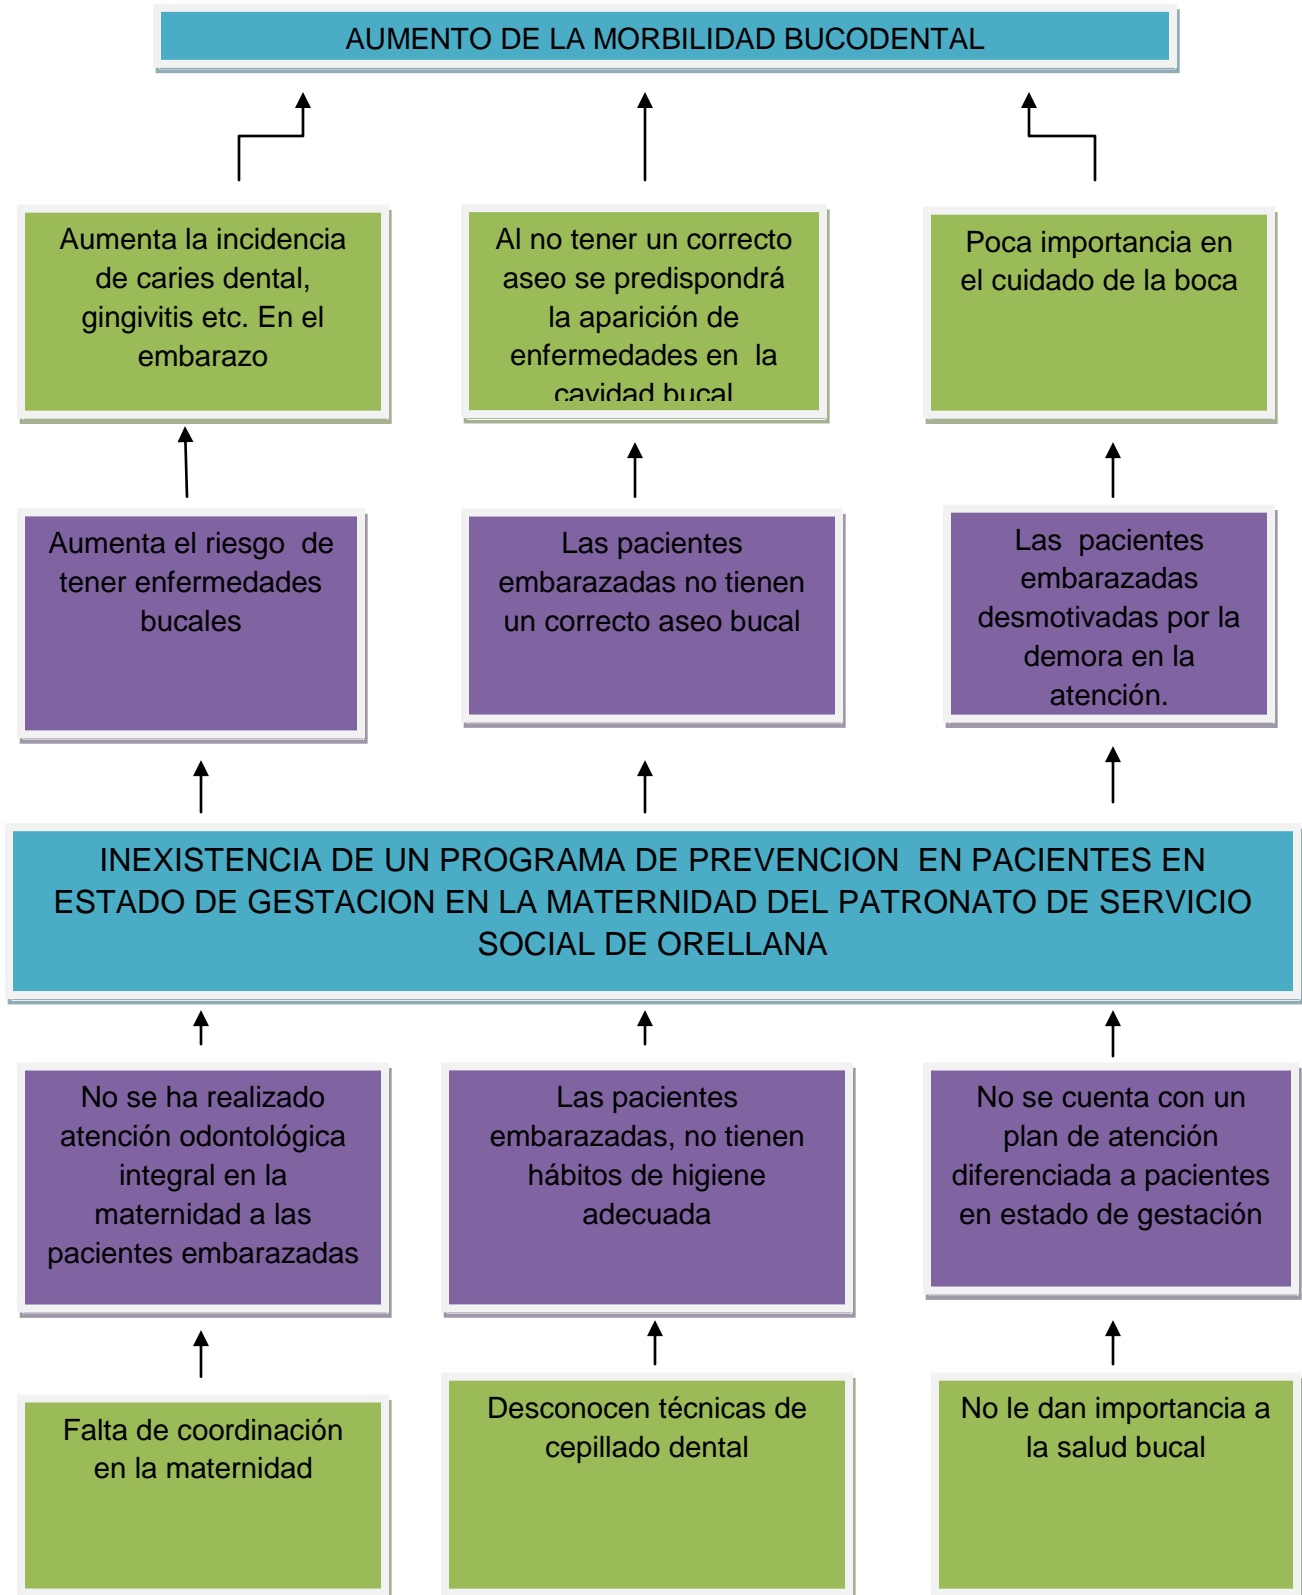 AUMENTO DE LA MORBILIDAD BUCODENTAL
Aumenta la incidencia
de caries dental,
gingivitis etc. En el
embarazo
Al no tener un correcto
aseo se predispondrá
la aparición de
enfermedades en la
cavidad bucal
Poca importancia en
el cuidado de la boca
Aumenta el riesgo de
tener enfermedades
bucales
Las pacientes
embarazadas no tienen
un correcto aseo bucal
Las pacientes
embarazadas
desmotivadas por la
demora en la
atención.
INEXISTENCIA DE UN PROGRAMA DE PREVENCION EN PACIENTES EN
ESTADO DE GESTACION EN LA MATERNIDAD DEL PATRONATO DE SERVICIO
SOCIAL DE ORELLANA
No se ha realizado
atención odontológica
integral en la
maternidad a las
pacientes embarazadas
Las pacientes
embarazadas, no tienen
hábitos de higiene
adecuada
No se cuenta con un
plan de atención
diferenciada a pacientes
en estado de gestación
Falta de coordinación
en la maternidad
Desconocen técnicas de
cepillado dental
No le dan importancia a
la salud bucal